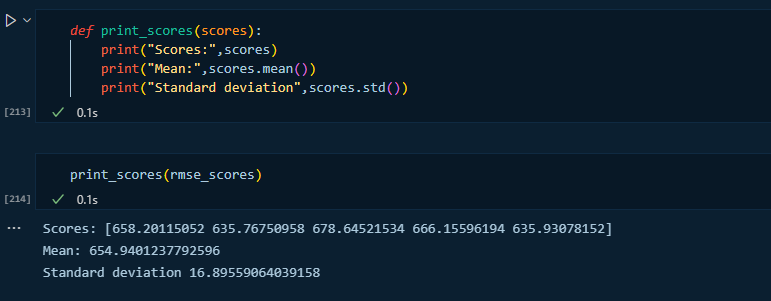 def print_scores(scores):
print("Scores:",scores)
print("Mean:",scores.mean())
print("Standard deviation",scores.std())
[213]
0.1s
print_scores(rmse_scores)
[214]
0.1s
Scores: [658.20115052 635.76750958 678.64521534 666.15596194 635.93078152]
Mean: 654.9401237792596
Standard deviation 16.89559064039158